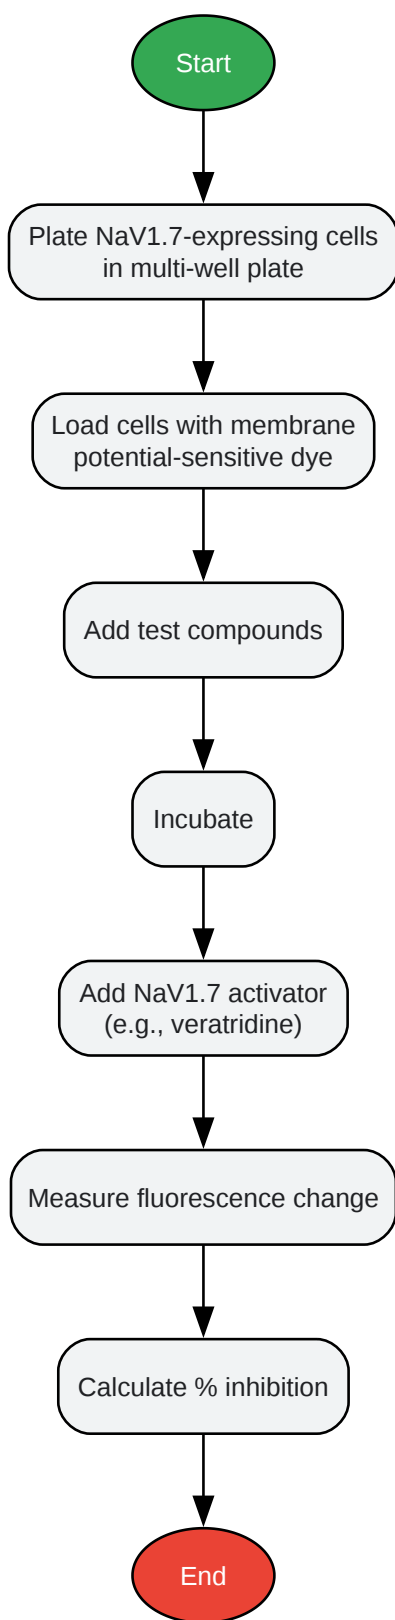 Start
Plate NaV1.7-expressing cells
in multi-well plate
Load cells with membrane
potential-sensitive dye
Add test compounds
Incubate
Add NaV1.7 activator
(e.g., veratridine)
Measure fluorescence change
Calculate % inhibition
End